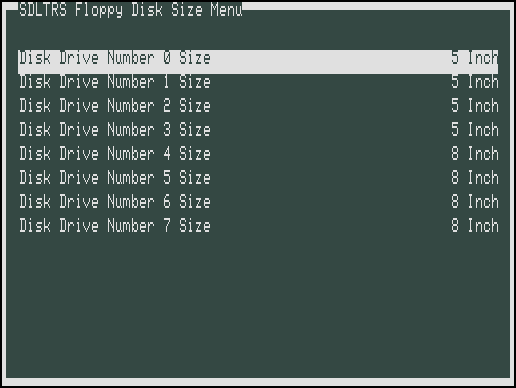 SDLTRS Floppy Disk Size Menu
Disk Drive Number 0 Size 5 Inch
Disk Drive Number 1 Size 5 Inch
Disk Drive Number 2 Size 5 Inch
Disk Drive Number 3 Size 5 Inch
Disk Drive Number 4 Size 8 Inch
Disk Drive Number 5 Size 8 Inch
Disk Drive Number 6 Size 8 Inch
Disk Drive Number 7 Size 8 Inch